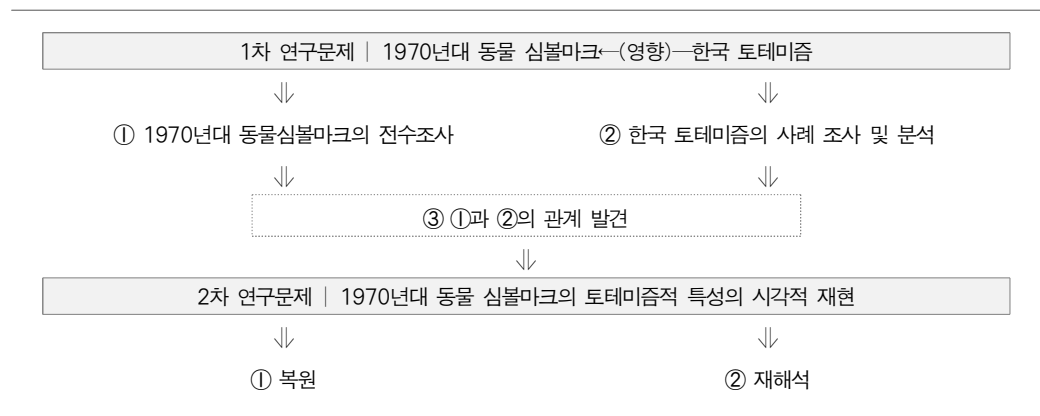 1차 연구문제 | 1970년대 동물 심볼마크←(영향)―한국 토테미즘
① 1970년대 동물심볼마크의 전수조사 ② 한국 토테미즘의 사례 조사 및 분석
③ ①과 ②의 관계 발견
2차 연구문제 | 1970년대 동물 심볼마크의 토테미즘적 특성의 시각적 재현
① 복원 ② 재해석